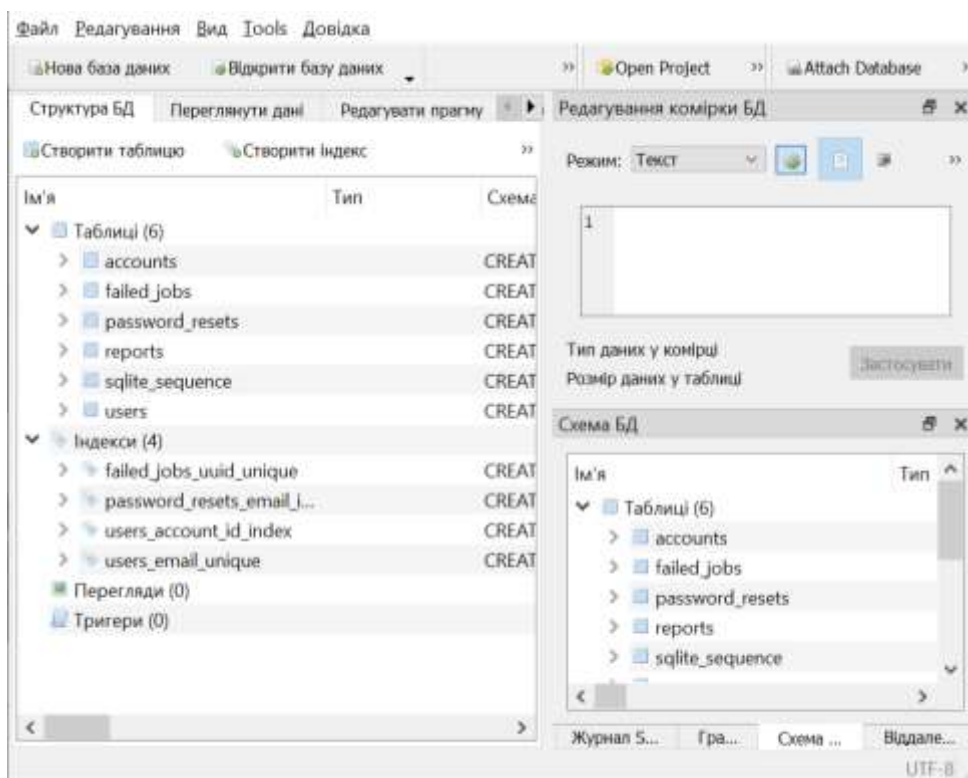 Файл Редагування Вид Tools Довідка
Нова база даних Відкрити базу даних » Open Project » Attach Database
Структура БД Переглянути дані Редагувати прагму
Створити таблицю Створити індекс »
Ім'я Тип Схема
Таблиці (6)
accounts CREAT
failed_jobs CREAT
password_resets CREAT
reports CREAT
sqlite_sequence CREAT
users CREAT
Індекси (4)
failed_jobs_uuid_unique CREAT
password_resets_email_i... CREAT
users_account_id_index CREAT
users_email_unique CREAT
Перегляди (0)
Тригери (0)
Редагування комірки БД
Режим: Текст »
1
Тип даних у комірці
Розмір даних у таблиці
Застосувати
Схема БД
Ім'я Тип
Таблиці (6)
accounts
failed_jobs
password_resets
reports
sqlite_sequence
Журнал S... Гра... Схема ... Віддале...
UTF-8